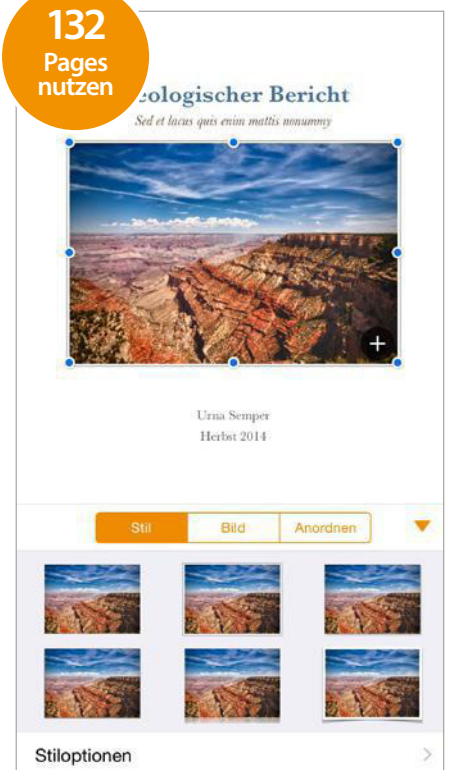 132
Pages
nutzen
eologischer Bericht
Sed et lacus quis enim mattis nonummy
Urna Semper
Herbst 2014
Stil Bild Anordnen
Stiloptionen